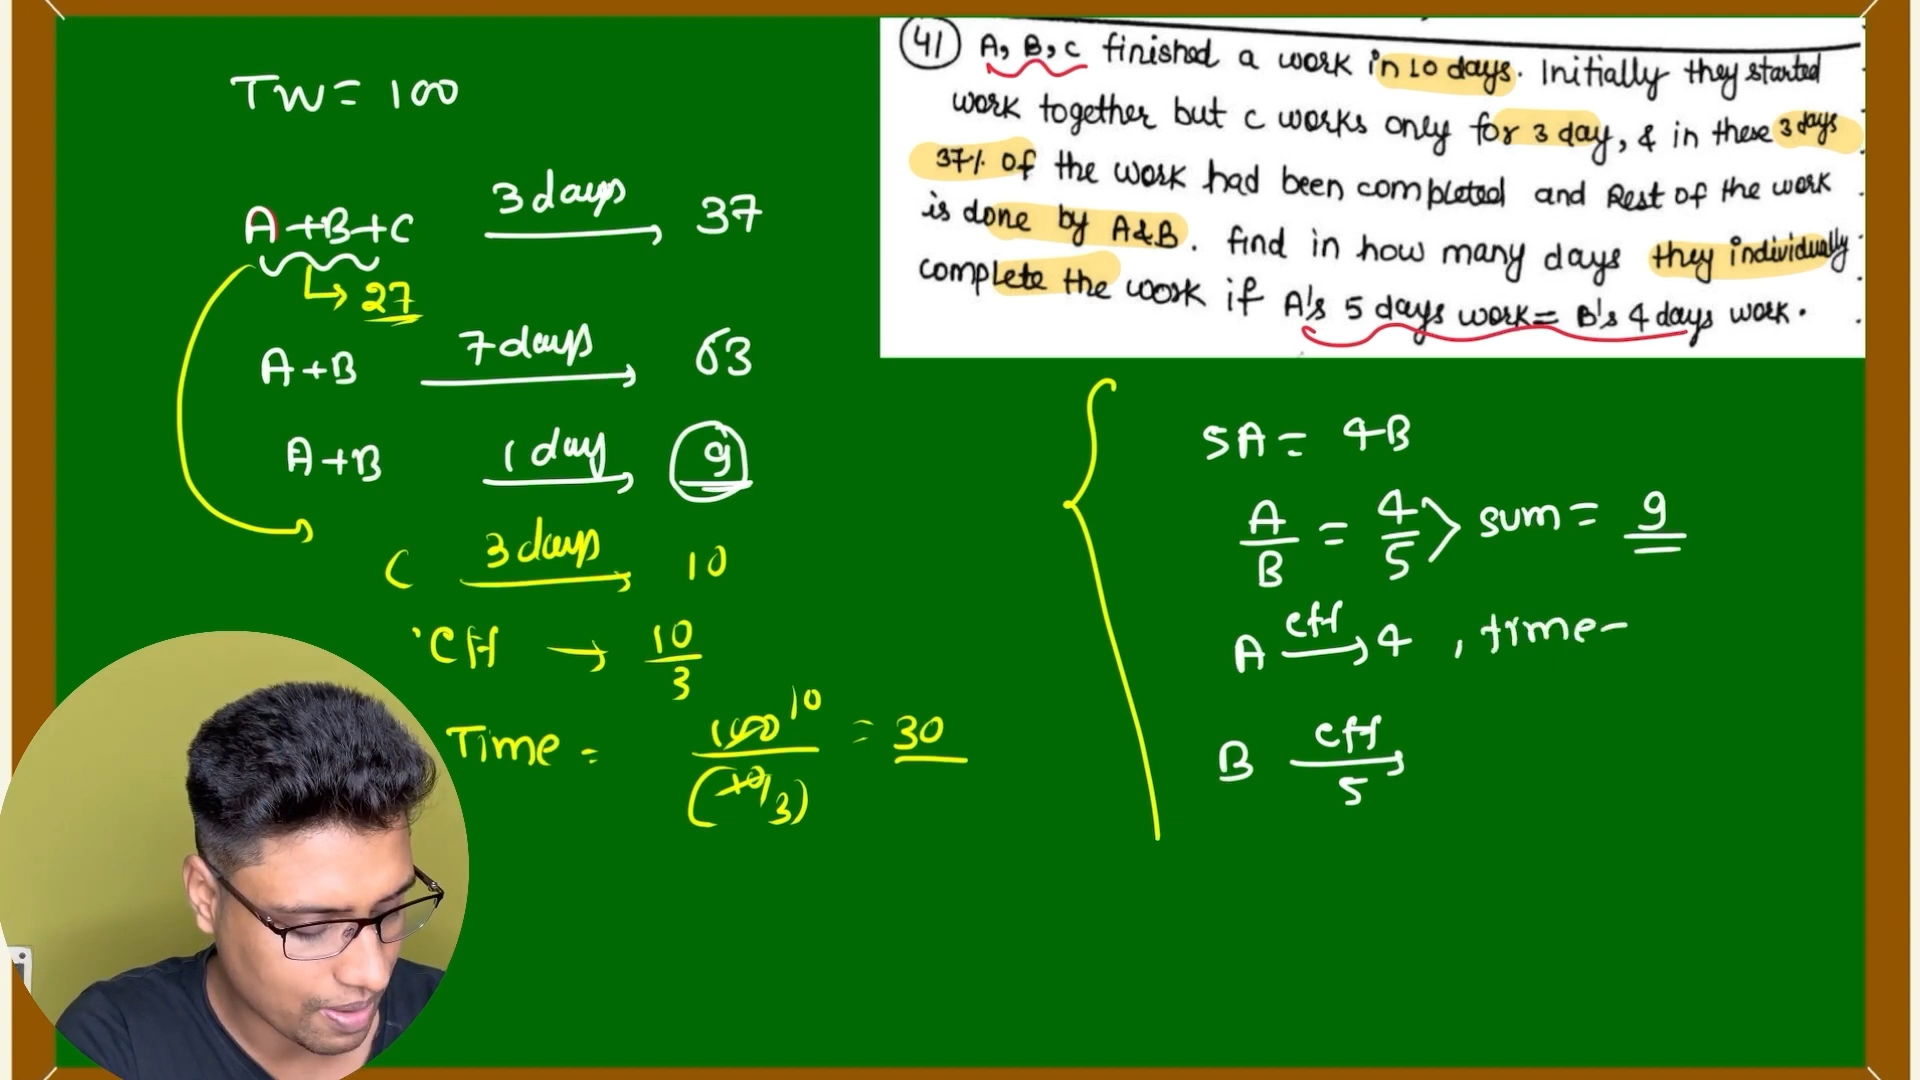 TW = 100
A+B+C 3 days → 37
↳ 27
A+B 7 days → 63
A+B 1 day → 9
C 3 days → 10
eff → 10/3
Time = 100 10 / (10/3) = 30
41 A, B, C finished a work in 10 days. Initially they started
work together but C works only for 3 day, & in these 3 days
37% of the work had been completed and Rest of the work
is done by A&B. find in how many days they individually
complete the work if A's 5 days work = B's 4 days work.
5A = 4B
A/B = 4/5 > sum = 9
A eff → 4, time-
B eff → 5